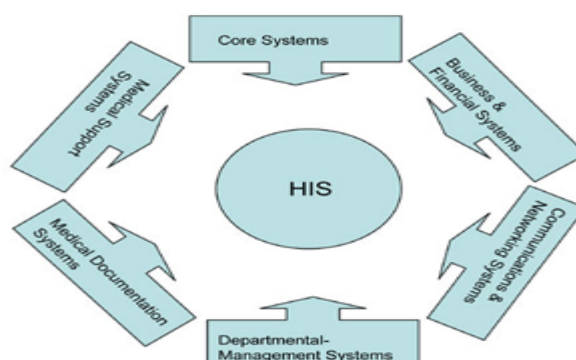 Core Systems
Business &
Financial Systems
Communications &
Networking Systems
Departmental-
Management Systems
Medical Documentation
Systems
Medical Support
Systems
HIS